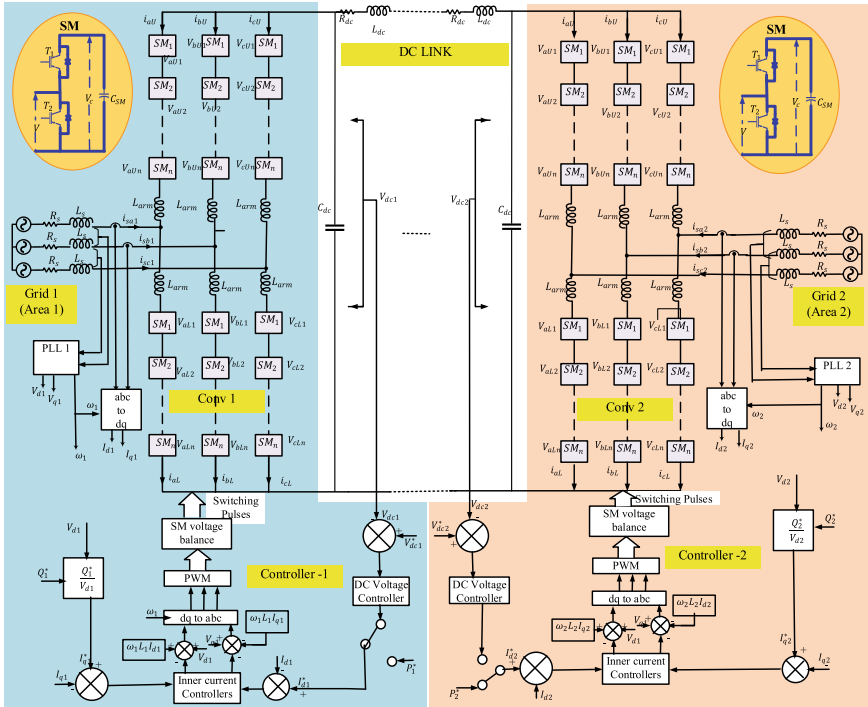 SM
T1
T2
V
Vc
CSM
iaU
ibU
icU
SM1
SM1
SM1
VaU1
VbU1
VcU1
SM2
SM2
SM2
VaU2
VbU2
VcU2
SMn
SMn
SMn
VaUn
VbUn
VcUn
Larm
Larm
Larm
Rs
Ls
Rs
Ls
Rs
Ls
isa1
isb1
isc1
Larm
Larm
Larm
Grid 1
(Area 1)
SM1
SM1
SM1
VaL1
VbL1
VcL1
SM2
SM2
SM2
VaL2
VbL2
VcL2
Conv 1
SMn
SMn
SMn
VaLn
VbLn
VcLn
iaL
ibL
icL
PLL 1
Vd1
Vq1
ω1
ω1
abc
to
dq
Id1
Iq1
Rdc
Ldc
Rdc
Ldc
DC LINK
Cdc
Vdc1
Vdc2
Cdc
iaU
ibU
icU
SM1
SM1
SM1
VaU1
VbU1
VcU1
SM2
SM2
SM2
VaU2
VbU2
VcU2
SMn
SMn
SMn
VaUn
VbUn
VcUn
Larm
Larm
Larm
SM
T1
T2
V
Vc
CSM
isa2
isb2
isc2
Ls
Rs
Ls
Rs
Ls
Rs
Larm
Larm
Larm
Grid 2
(Area 2)
SM1
SM1
SM1
VaL1
VbL1
VcL1
SM2
SM2
SM2
VaL2
VbL2
VcL2
Conv 2
SMn
SMn
SMn
VaLn
VbLn
VcLn
iaL
ibL
icL
PLL 2
Vd2
Vq2
ω2
ω2
abc
to
dq
Id2
Iq2
Switching
Pulses
SM voltage
balance
PWM
Controller -1
dq to abc
ω1
ω1L1Iq1
ω1L1Id1
Vd1
Inner current
Controllers
Vd1
Q1*
Q1*
Vd1
Iq1*
Iq1
Id1
Id1*
P1*
Vdc1
Vdc1*
DC Voltage
Controller
Vdc2
Vdc2*
DC Voltage
Controller
P2*
Id2*
Id2
Switching Pulses
SM voltage
balance
PWM
Controller -2
dq to abc
ω2L2Id2
ω2L2Iq2
Vd1
Inner current
Controllers
Vd2
Q2*
Vd2
Q2*
Iq2*
Iq2